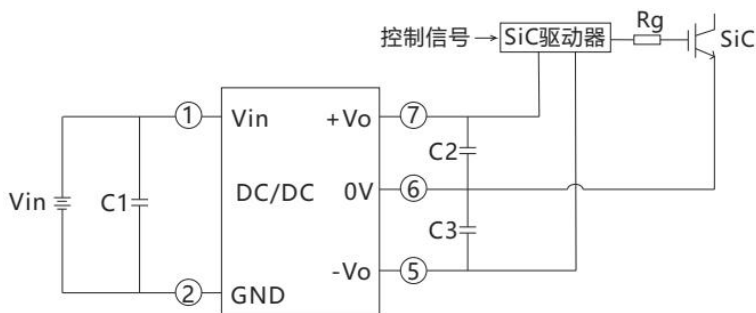 控制信号→ SiC驱动器 Rg SiC
① Vin +Vo ⑦
C2
Vin C1 DC/DC 0V ⑥
C3
-Vo ⑤
② GND